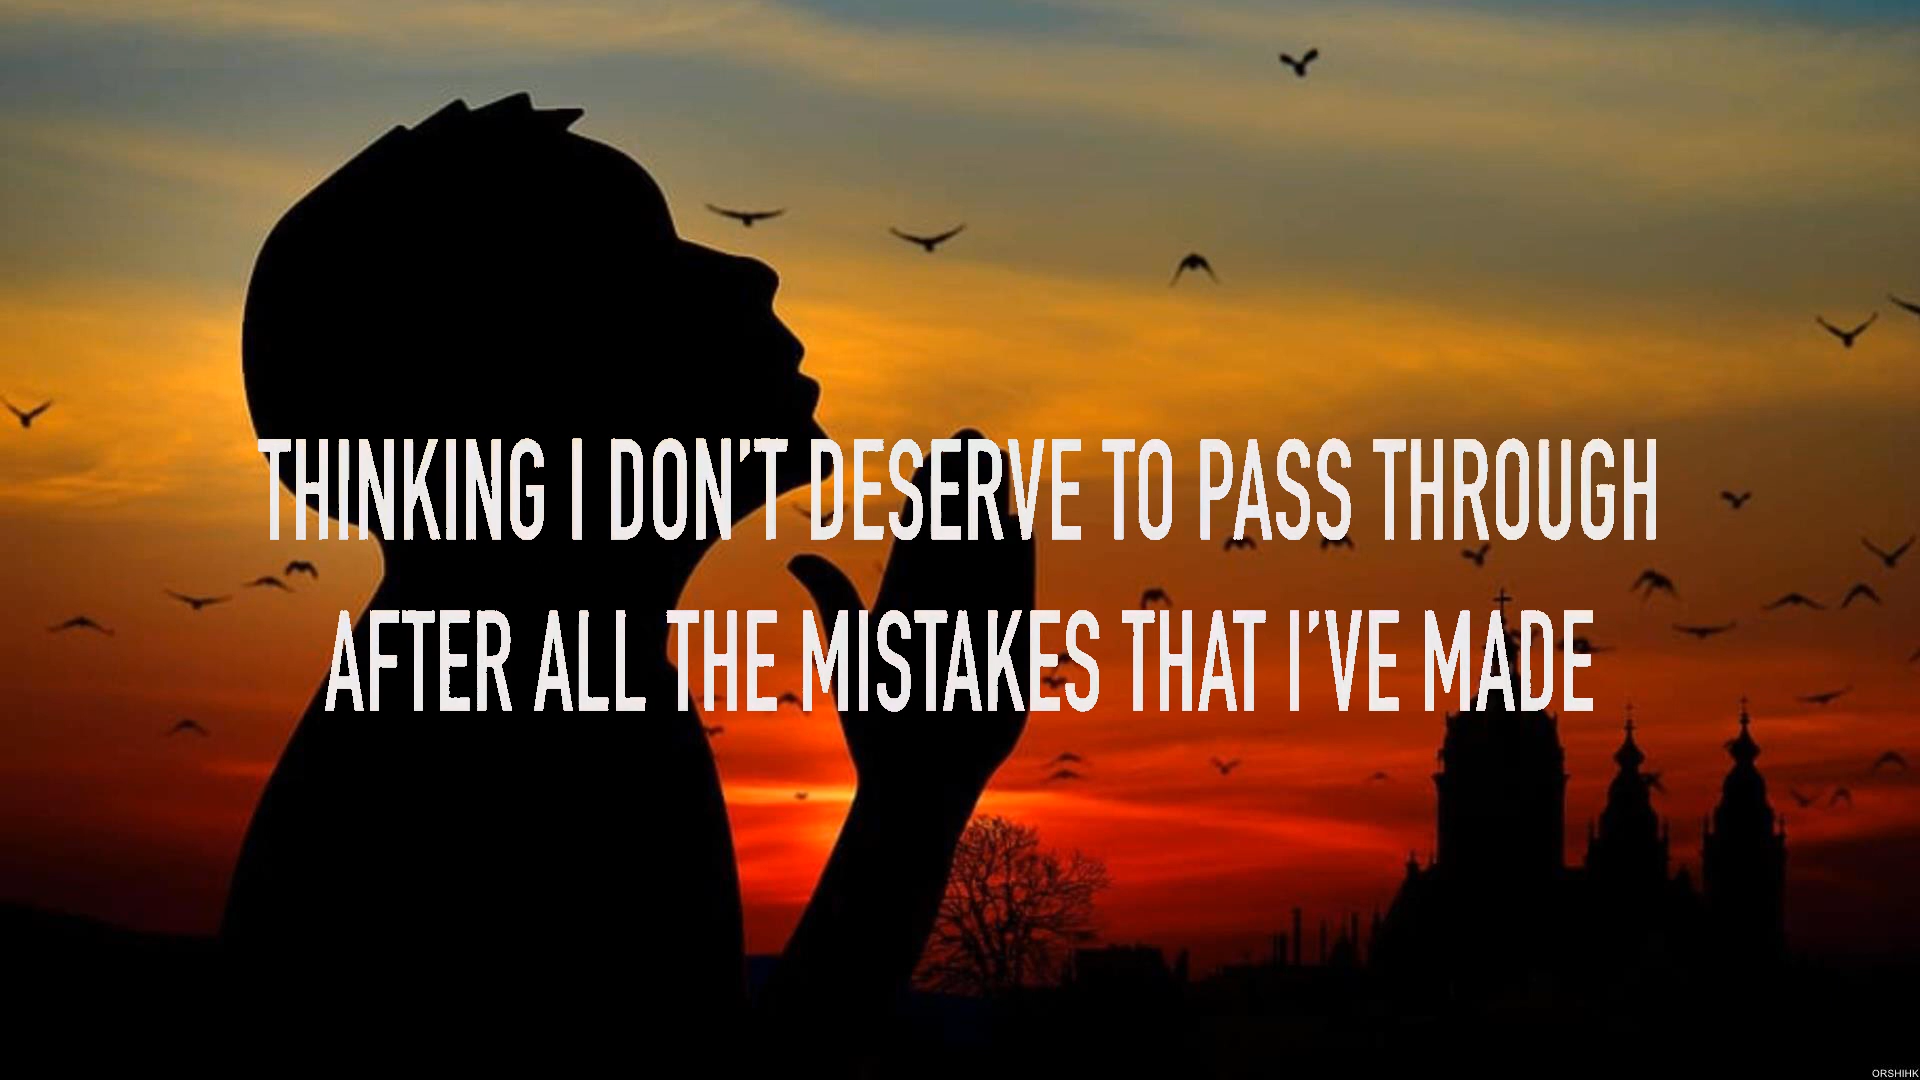 THINKING I DON'T DESERVE TO PASS THROUGH
AFTER ALL THE MISTAKES THAT I'VE MADE
ORSHIHK